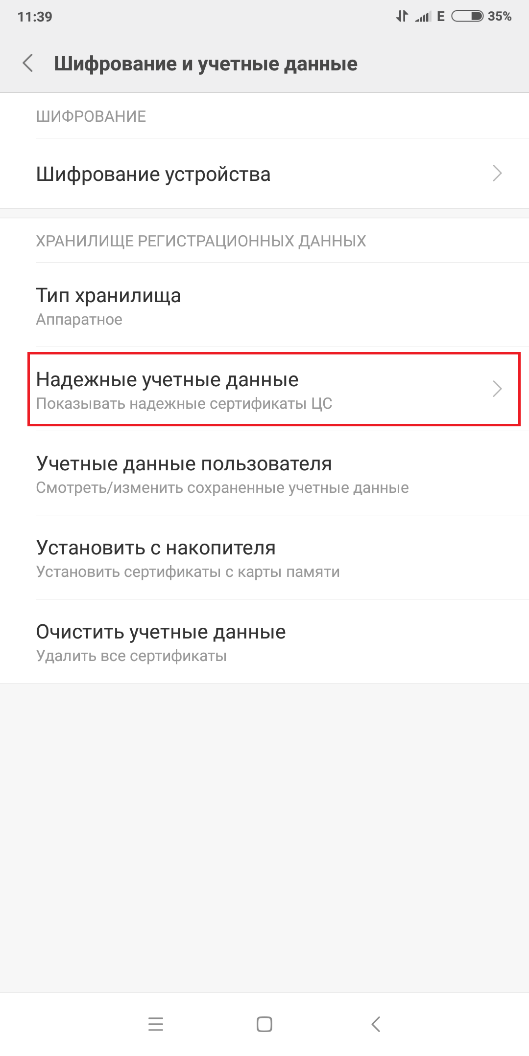 11:39 E 35%
Шифрование и учетные данные
ШИФРОВАНИЕ
Шифрование устройства
ХРАНИЛИЩЕ РЕГИСТРАЦИОННЫХ ДАННЫХ
Тип хранилища
Аппаратное
Надежные учетные данные
Показывать надежные сертификаты ЦС
Учетные данные пользователя
Смотреть/изменить сохраненные учетные данные
Установить с накопителя
Установить сертификаты с карты памяти
Очистить учетные данные
Удалить все сертификаты